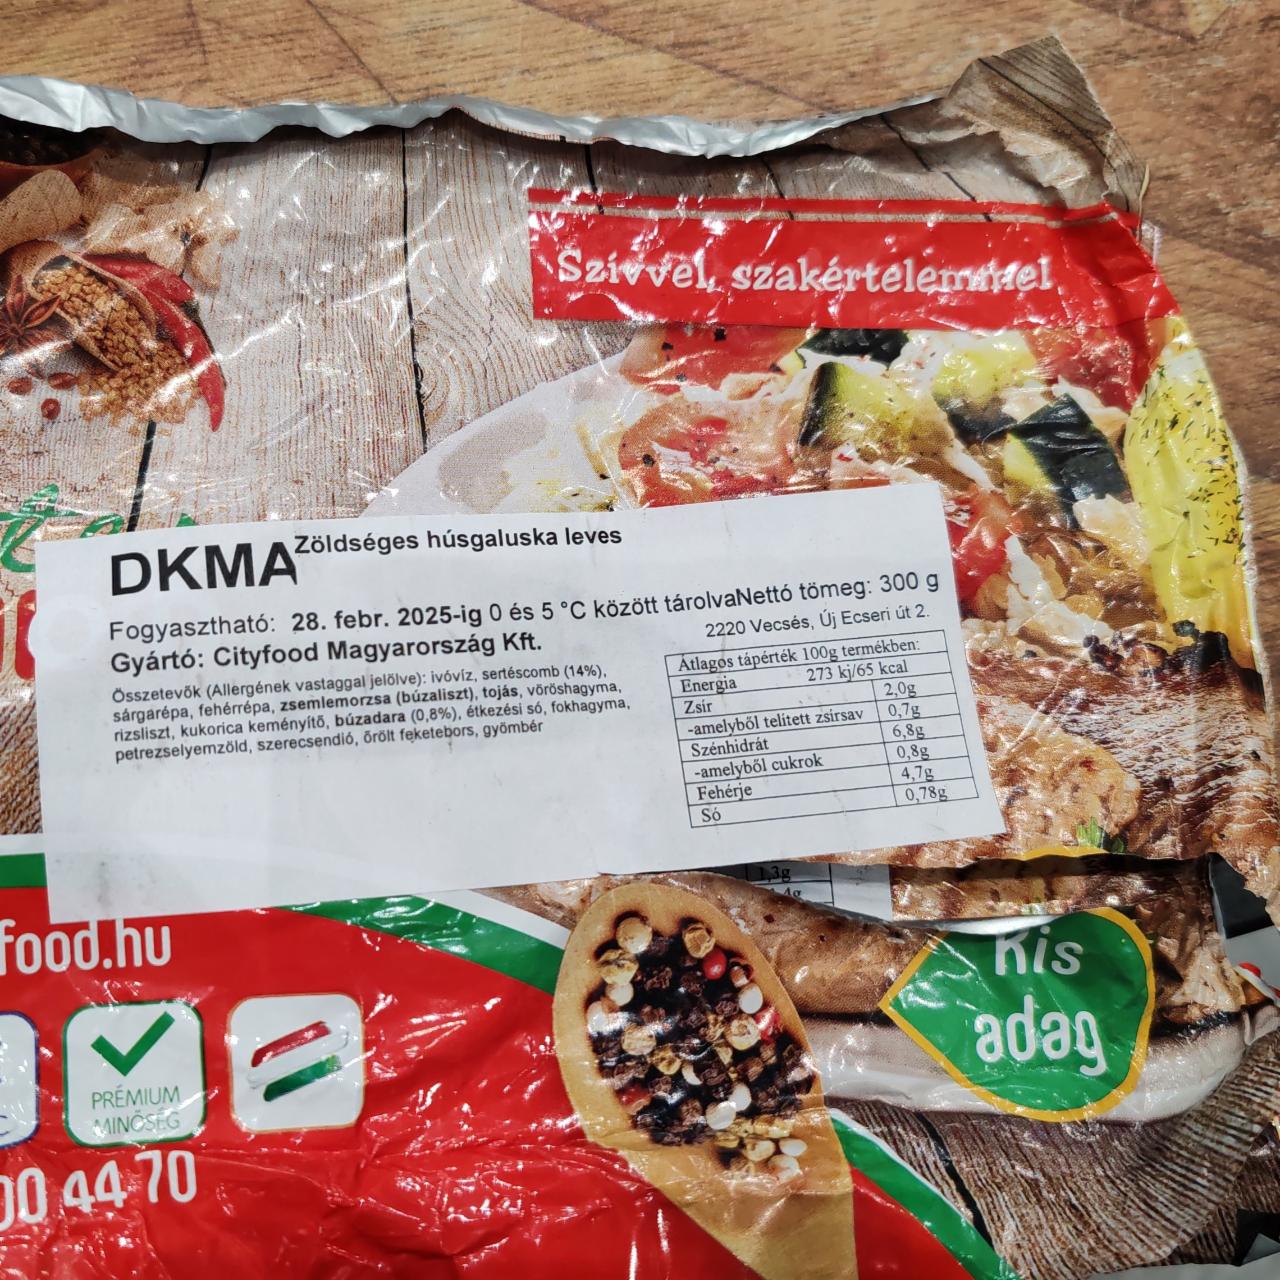 Szívvel, szakértelemmel
DKMA Zöldséges húsgaluska leves
Fogyasztható: 28. febr. 2025-ig 0 és 5 °C között tárolva Nettó tömeg: 300 g
Gyártó: Cityfood Magyarország Kft.
2220 Vecsés, Új Ecseri út 2.
Összetevők (Allergének vastaggal jelölve): ivóvíz, sertéscomb (14%),
sárgarépa, fehérrépa, zsemlemorzsa (búzaliszt), tojás, vöröshagyma,
rizsliszt, kukorica keményítő, búzadara (0,8%), étkezési só, fokhagyma,
petrezselyemzöld, szerecsendió, őrölt feketebors, gyömbér
Átlagos tápérték 100g termékben:
Energia 273 kj/65 kcal
Zsír 2,0g
-amelyből telített zsírsav 0,7g
Szénhidrát 6,8g
-amelyből cukrok 0,8g
Fehérje 4,7g
Só 0,78g
1,3g
food.hu
Kis
adag
PRÉMIUM
MINŐSÉG
00 44 70